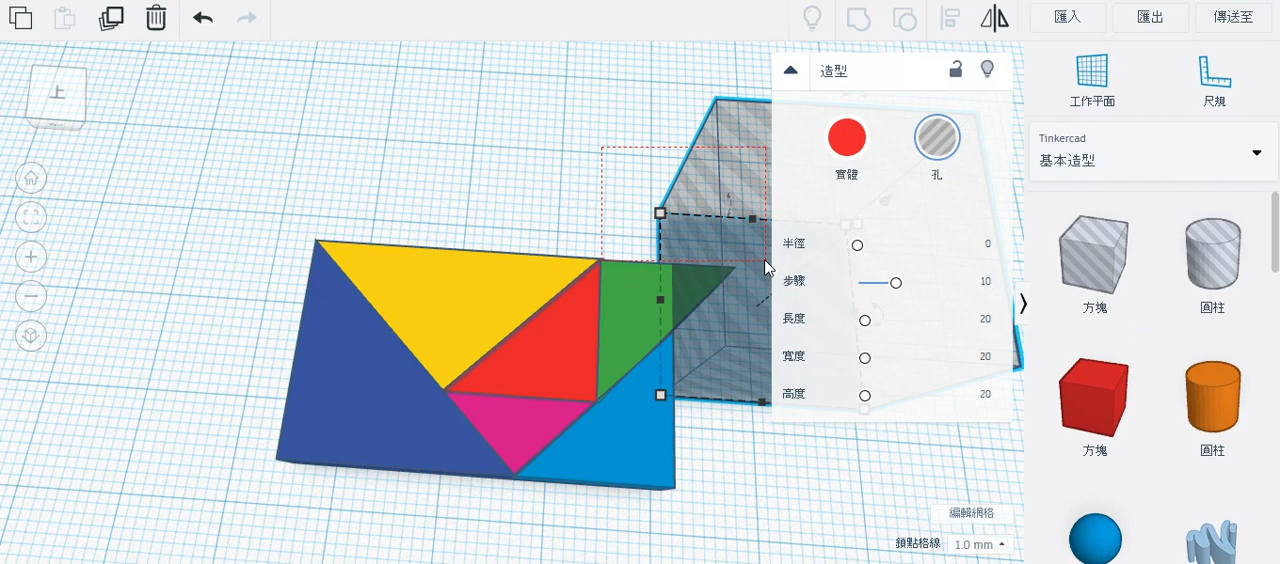 匯入
匯出
傳送至
上
造型
實體
孔
半徑 0
步驟 10
長度 20
寬度 20
高度 20
工作平面
尺規
Tinkercad
基本造型
方塊
圓柱
方塊
圓柱
編輯網格
鎖點格線 1.0 mm